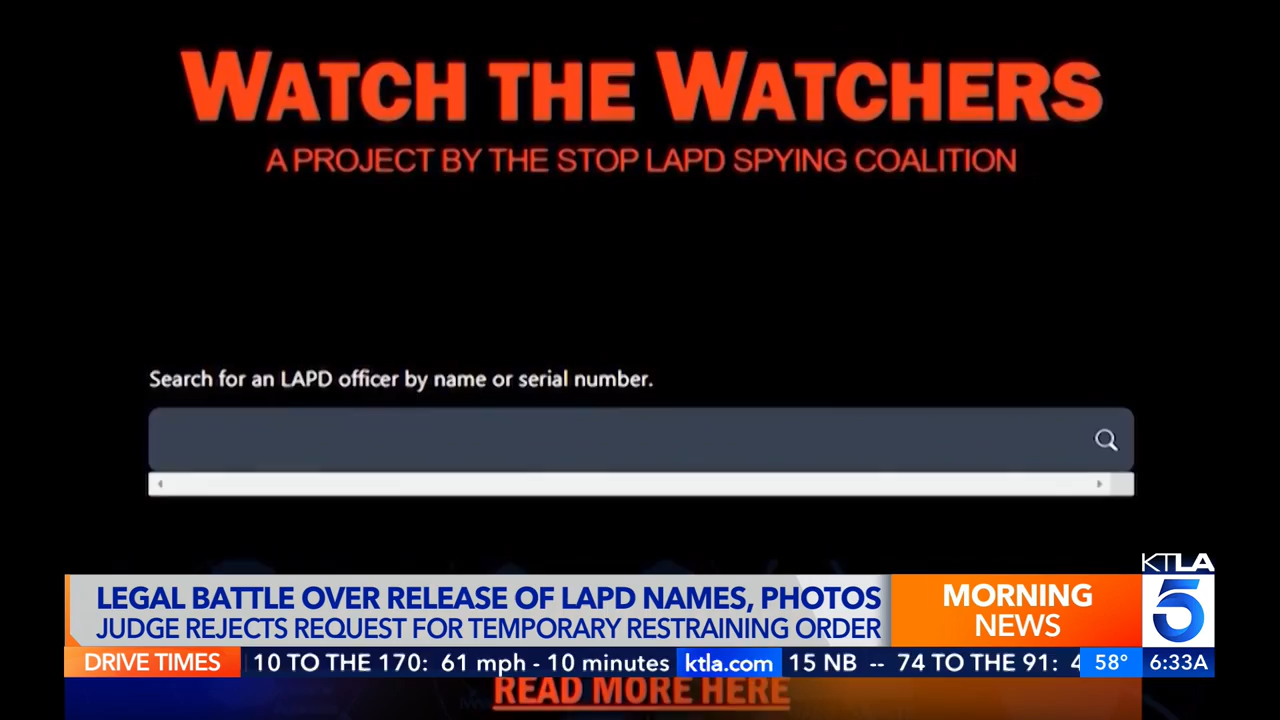 WATCH THE WATCHERS
A PROJECT BY THE STOP LAPD SPYING COALITION
Search for an LAPD officer by name or serial number.
KTLA
LEGAL BATTLE OVER RELEASE OF LAPD NAMES, PHOTOS
MORNING
NEWS
5
JUDGE REJECTS REQUEST FOR TEMPORARY RESTRAINING ORDER
DRIVE TIMES 10 TO THE 170: 61 mph - 10 minutes ktla.com 15 NB -- 74 TO THE 91: 58° 6:33A
READ MORE HERE